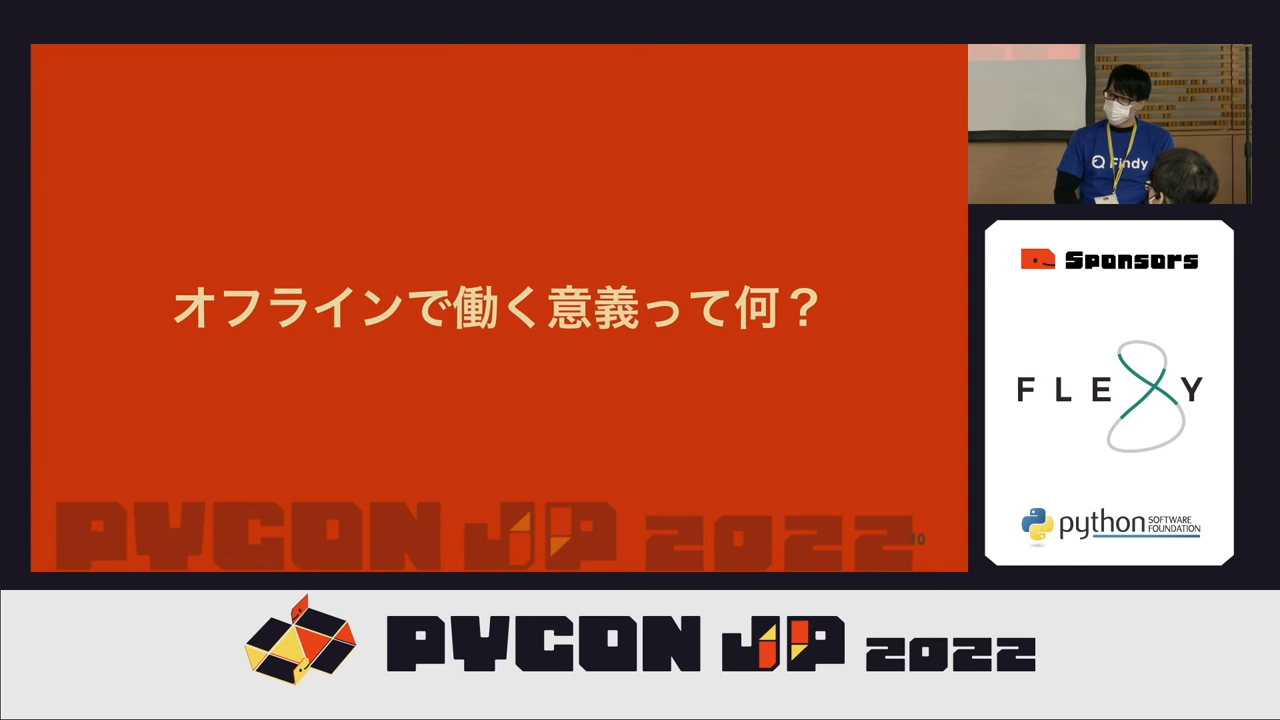 オフラインで働く意義って何？
PYCON JP 2022
10
Findy
Sponsors
FLEXY
python SOFTWARE
FOUNDATION
PYCON JP 2022